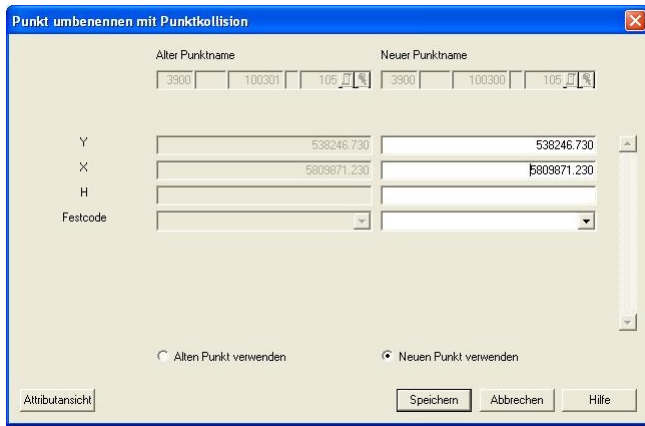 Punkt umbenennen mit Punktkollision
Alter Punktname Neuer Punktname
3900 100301 105 3900 100300 105
Y 538246.730 538246.730
X 5809871.230 5809871.230
H
Festcode
Alten Punkt verwenden Neuen Punkt verwenden
Attributansicht Speichern Abbrechen Hilfe